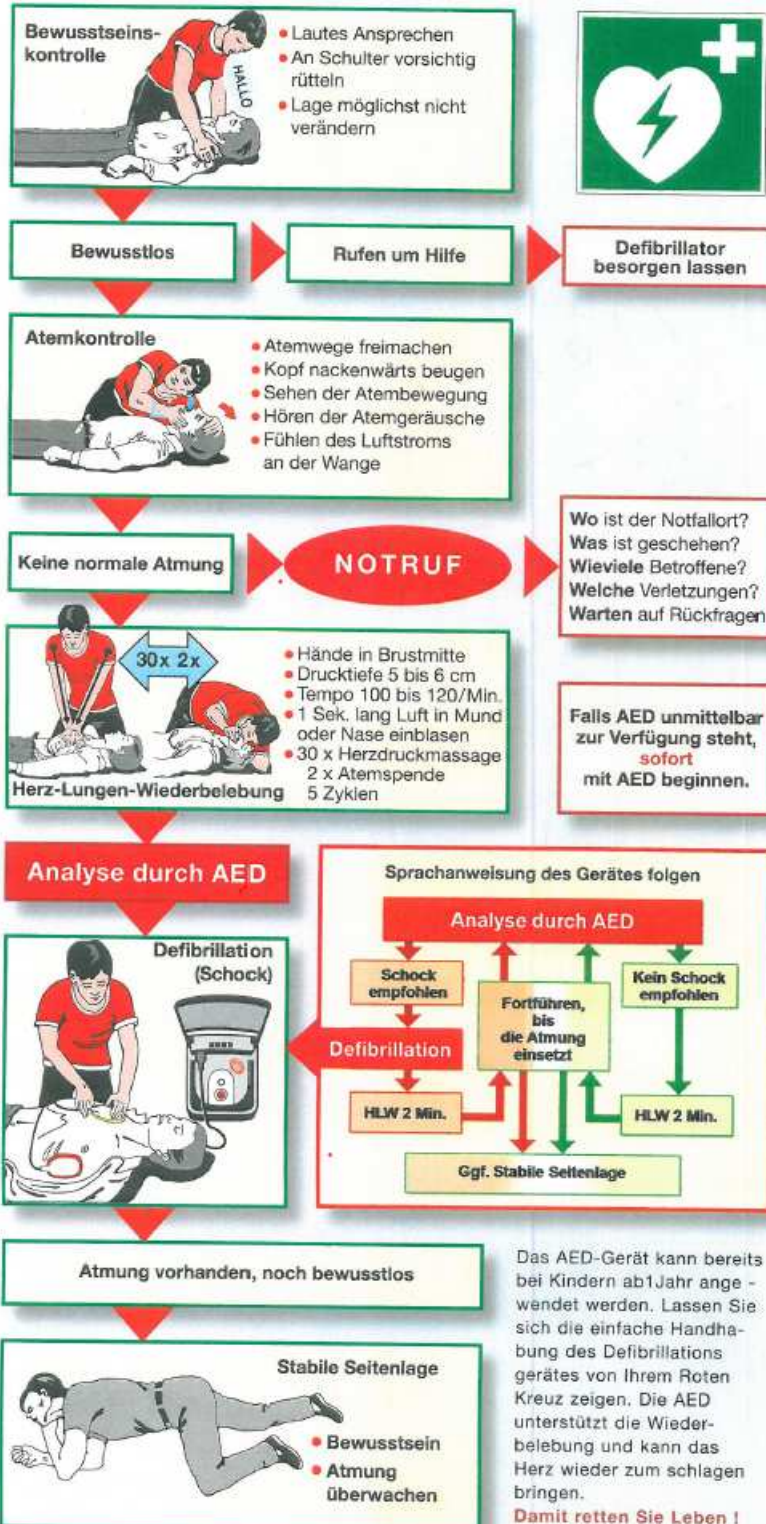 Bewusstseins-
kontrolle
HALLO
• Lautes Ansprechen
• An Schulter vorsichtig
rütteln
• Lage möglichst nicht
verändern
Bewusstlos
Rufen um Hilfe
Defibrillator
besorgen lassen
Atemkontrolle
• Atemwege freimachen
• Kopf nackenwärts beugen
• Sehen der Atembewegung
• Hören der Atemgeräusche
• Fühlen des Luftstroms
an der Wange
Keine normale Atmung
NOTRUF
Wo ist der Notfallort?
Was ist geschehen?
Wieviele Betroffene?
Welche Verletzungen?
Warten auf Rückfragen
30x 2x
• Hände in Brustmitte
• Drucktiefe 5 bis 6 cm
• Tempo 100 bis 120/Min.
• 1 Sek. lang Luft in Mund
oder Nase einblasen
• 30 x Herzdruckmassage
2 x Atemspende
5 Zyklen
Herz-Lungen-Wiederbelebung
Falls AED unmittelbar
zur Verfügung steht,
sofort
mit AED beginnen.
Analyse durch AED
Sprachanweisung des Gerätes folgen
Analyse durch AED
Schock
empfohlen
Fortführen,
bis
die Atmung
einsetzt
Kein Schock
empfohlen
Defibrillation
HLW 2 Min.
HLW 2 Min.
Ggf. Stabile Seitenlage
Defibrillation
(Schock)
Atmung vorhanden, noch bewusstlos
Stabile Seitenlage
• Bewusstsein
• Atmung
überwachen
Das AED-Gerät kann bereits
bei Kindern ab1Jahr ange -
wendet werden. Lassen Sie
sich die einfache Handha-
bung des Defibrillations
gerätes von Ihrem Roten
Kreuz zeigen. Die AED
unterstützt die Wieder-
belebung und kann das
Herz wieder zum schlagen
bringen.
Damit retten Sie Leben !